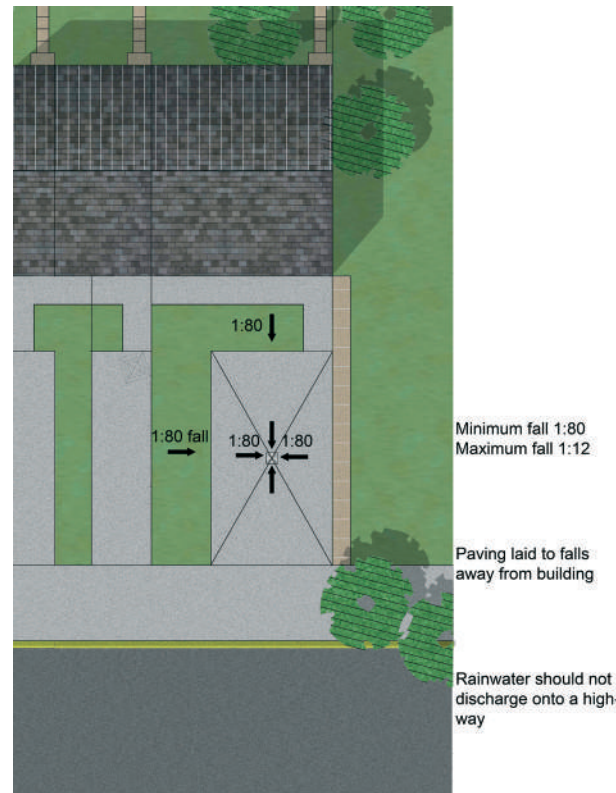 1:80
1:80 fall
1:80
1:80
Minimum fall 1:80
Maximum fall 1:12
Paving laid to falls
away from building
Rainwater should not
discharge onto a high-
way